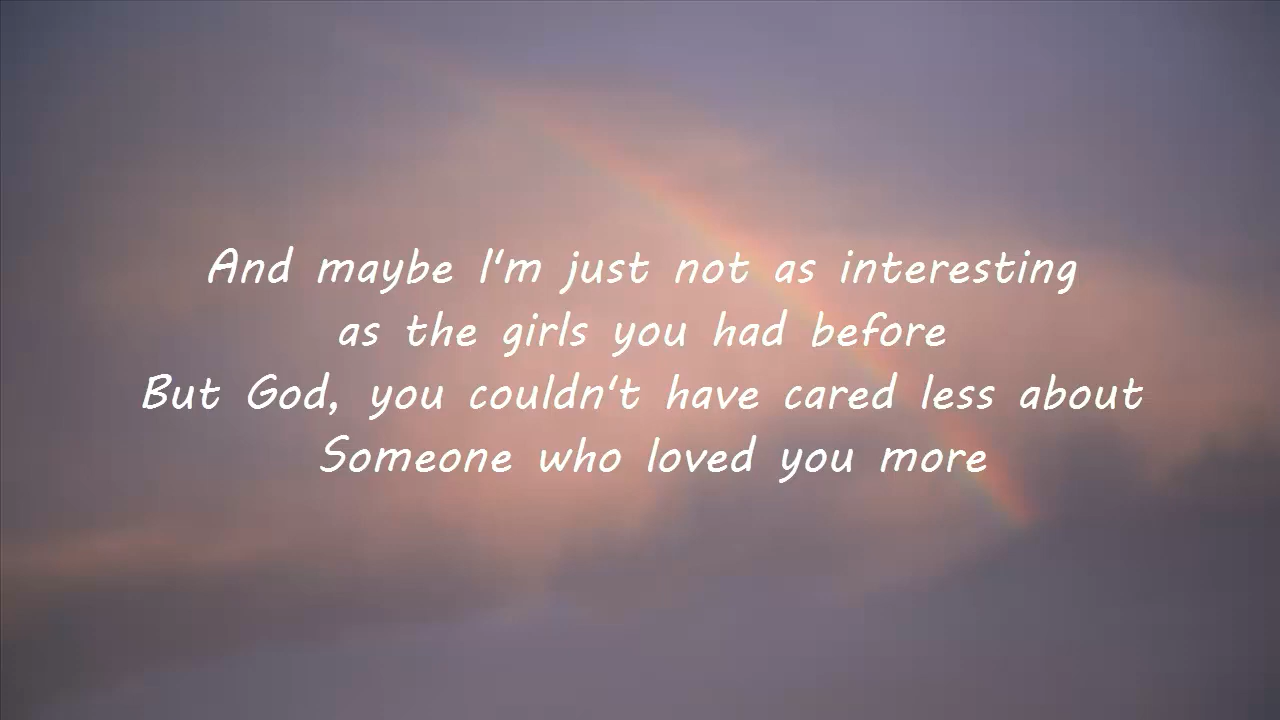 And maybe I'm just not as interesting
as the girls you had before
But God, you couldn't have cared less about
Someone who loved you more